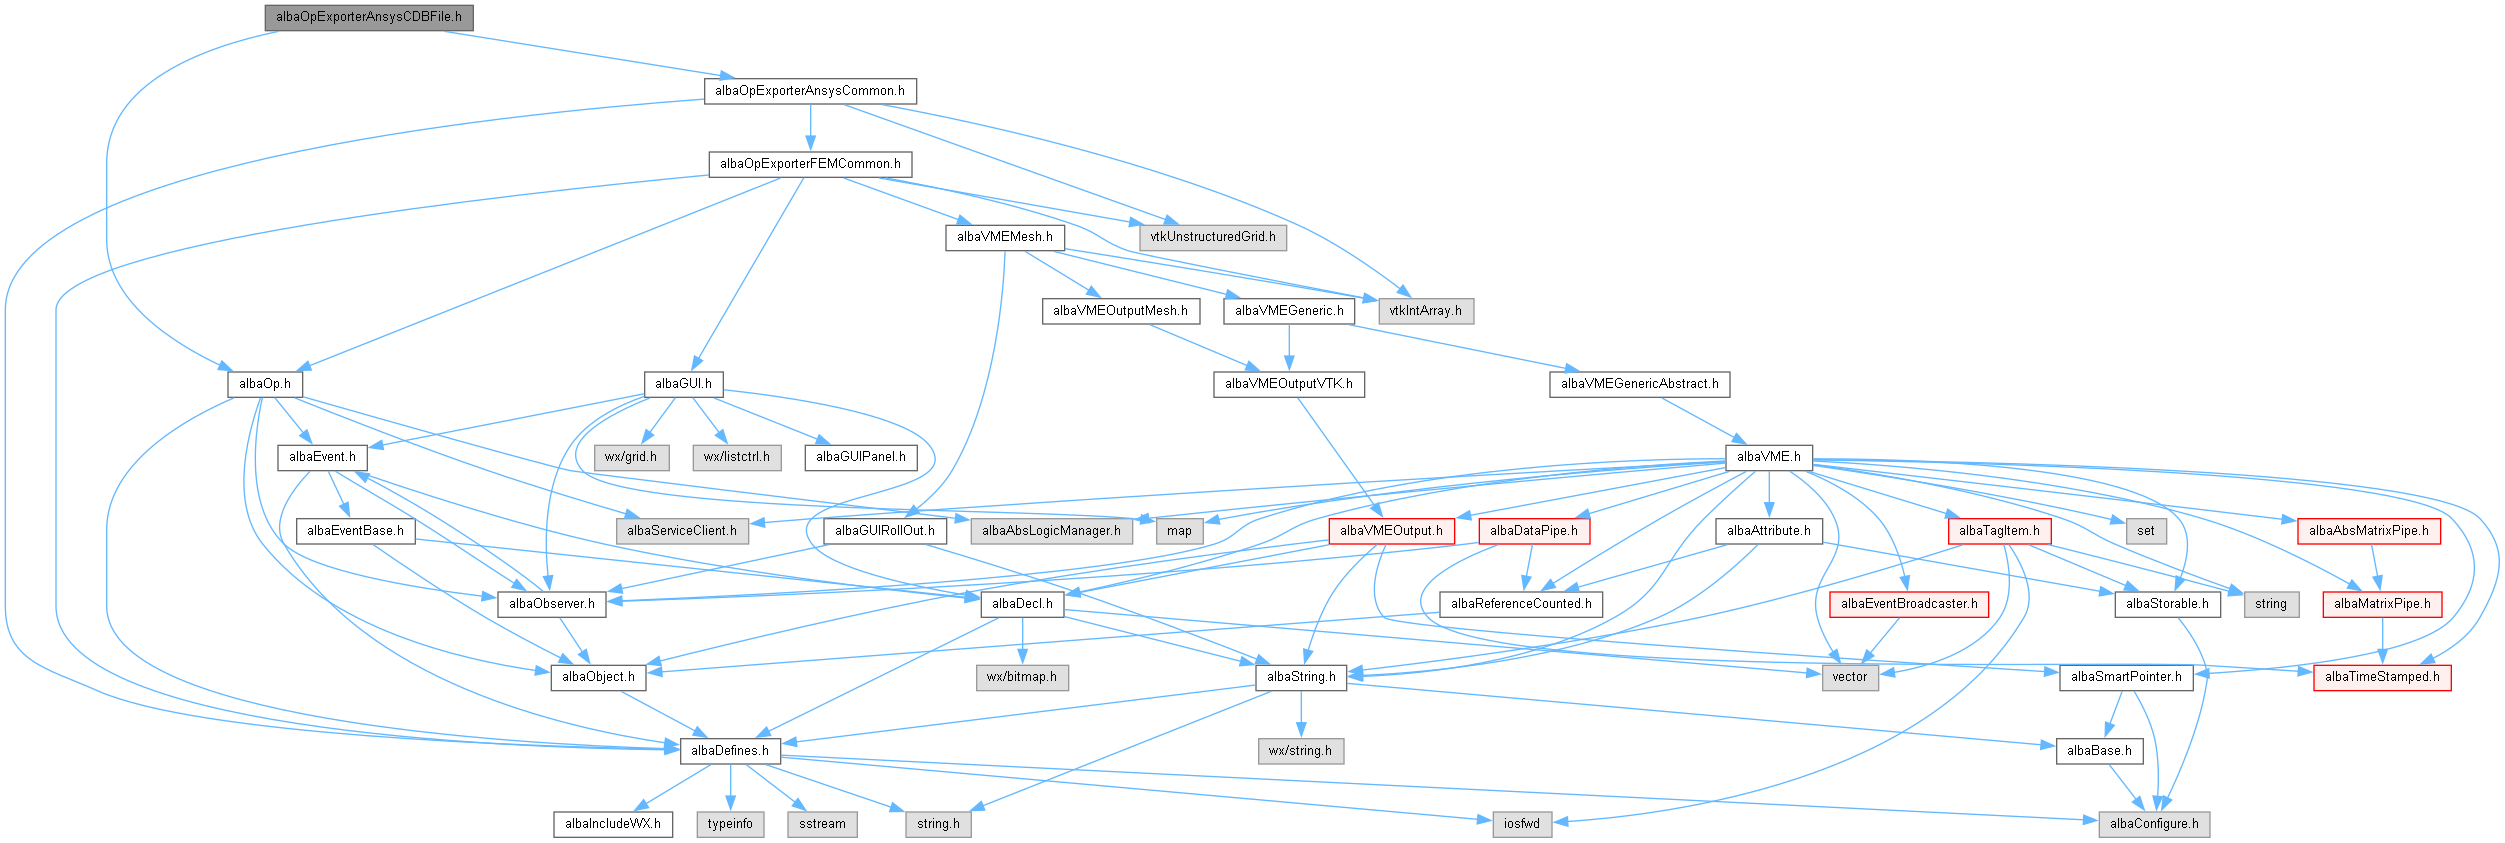 albaOpExporterAnsysCDBFile.h
albaOpExporterAnsysCommon.h
albaOpExporterFEMCommon.h
albaVMEMesh.h
vtkUnstructuredGrid.h
albaVMEOutputMesh.h
albaVMEGeneric.h
vtkIntArray.h
albaOp.h
albaGUI.h
albaVMEOutputVTK.h
albaVMEGenericAbstract.h
albaEvent.h
wx/grid.h
wx/listctrl.h
albaGUIPanel.h
albaVME.h
albaEventBase.h
albaServiceClient.h
albaGUIRollOut.h
albaAbsLogicManager.h
map
albaVMEOutput.h
albaDataPipe.h
albaAttribute.h
albaTagItem.h
set
albaAbsMatrixPipe.h
albaObserver.h
albaDecl.h
albaReferenceCounted.h
albaEventBroadcaster.h
albaStorable.h
string
albaMatrixPipe.h
albaObject.h
wx/bitmap.h
albaString.h
vector
albaSmartPointer.h
albaTimeStamped.h
albaDefines.h
wx/string.h
albaBase.h
albaIncludeWX.h
typeinfo
sstream
string.h
iosfwd
albaConfigure.h